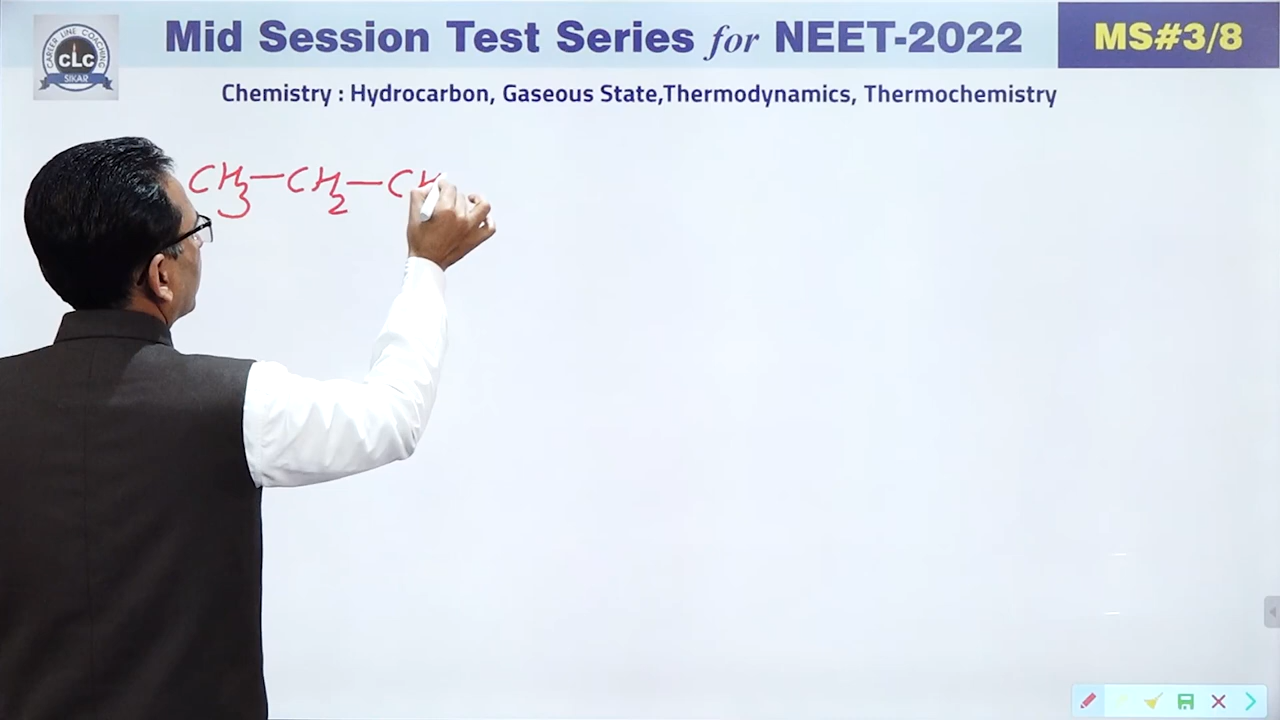 Mid Session Test Series for NEET-2022
MS#3/8
CAREER LINE COACHING
CLC
SIKAR
Chemistry : Hydrocarbon, Gaseous State,Thermodynamics, Thermochemistry
CH3—CH2—CH